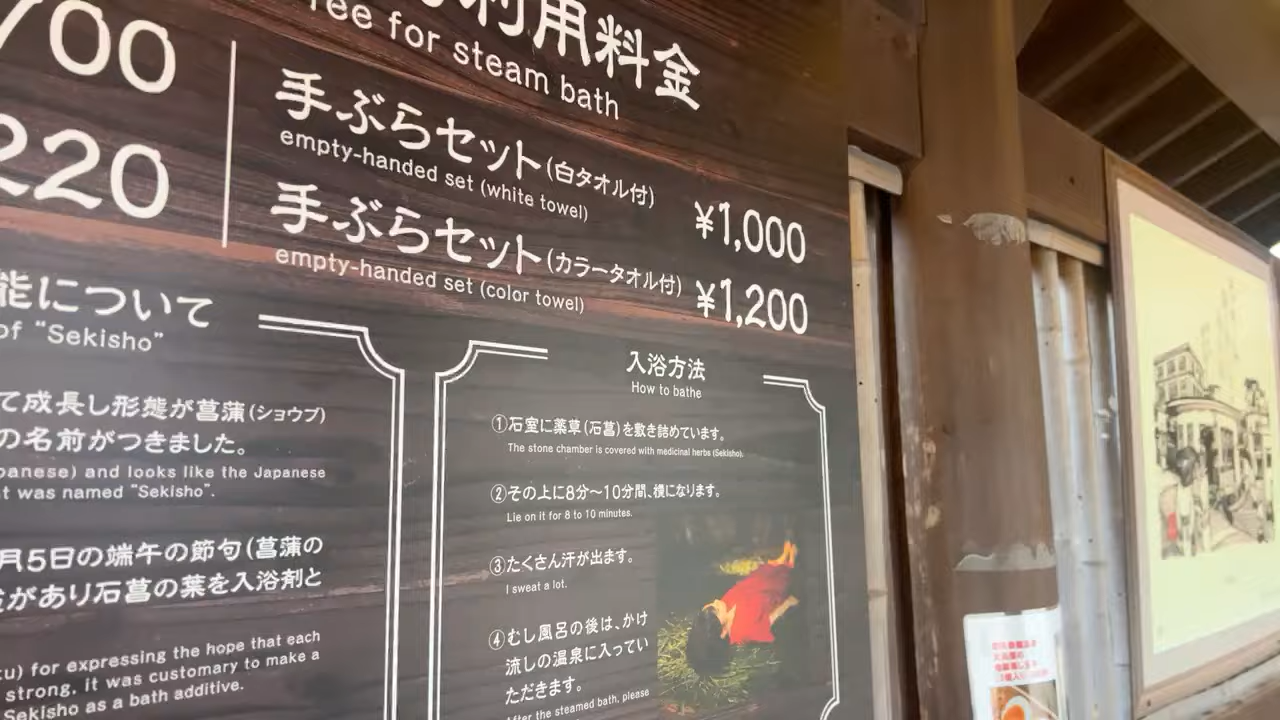 利用料金
fee for steam bath
700
220
手ぶらセット(白タオル付) ¥1,000
empty-handed set (white towel)
手ぶらセット(カラータオル付) ¥1,200
empty-handed set (color towel)
能について
of “Sekisho”
て成長し形態が菖蒲(ショウブ)
の名前がつきました。
panese) and looks like the Japanese
t was named “Sekisho”.
月5日の端午の節句(菖蒲の
があり石菖の葉を入浴剤と
for expressing the hope that each
strong, it was customary to make a
Sekisho as a bath additive.
入浴方法
How to bathe
①石室に薬草(石菖)を敷き詰めています。
The stone chamber is covered with medicinal herbs (Sekisho).
②その上に8分～10分間、横になります。
Lie on it for 8 to 10 minutes.
③たくさん汗が出ます。
I sweat a lot.
④むし風呂の後は、かけ
流しの温泉に入ってい
ただきます。
After the steamed bath, please